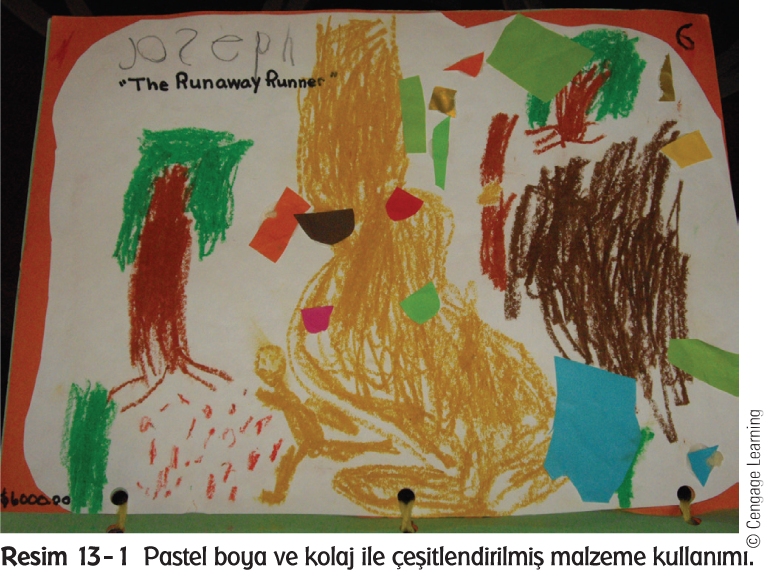 JOSEPH
6
"The Runaway Runner"
$6000.00
© Cengage Learning
Resim 13-1 Pastel boya ve kolaj ile çeşitlendirilmiş malzeme kullanımı.